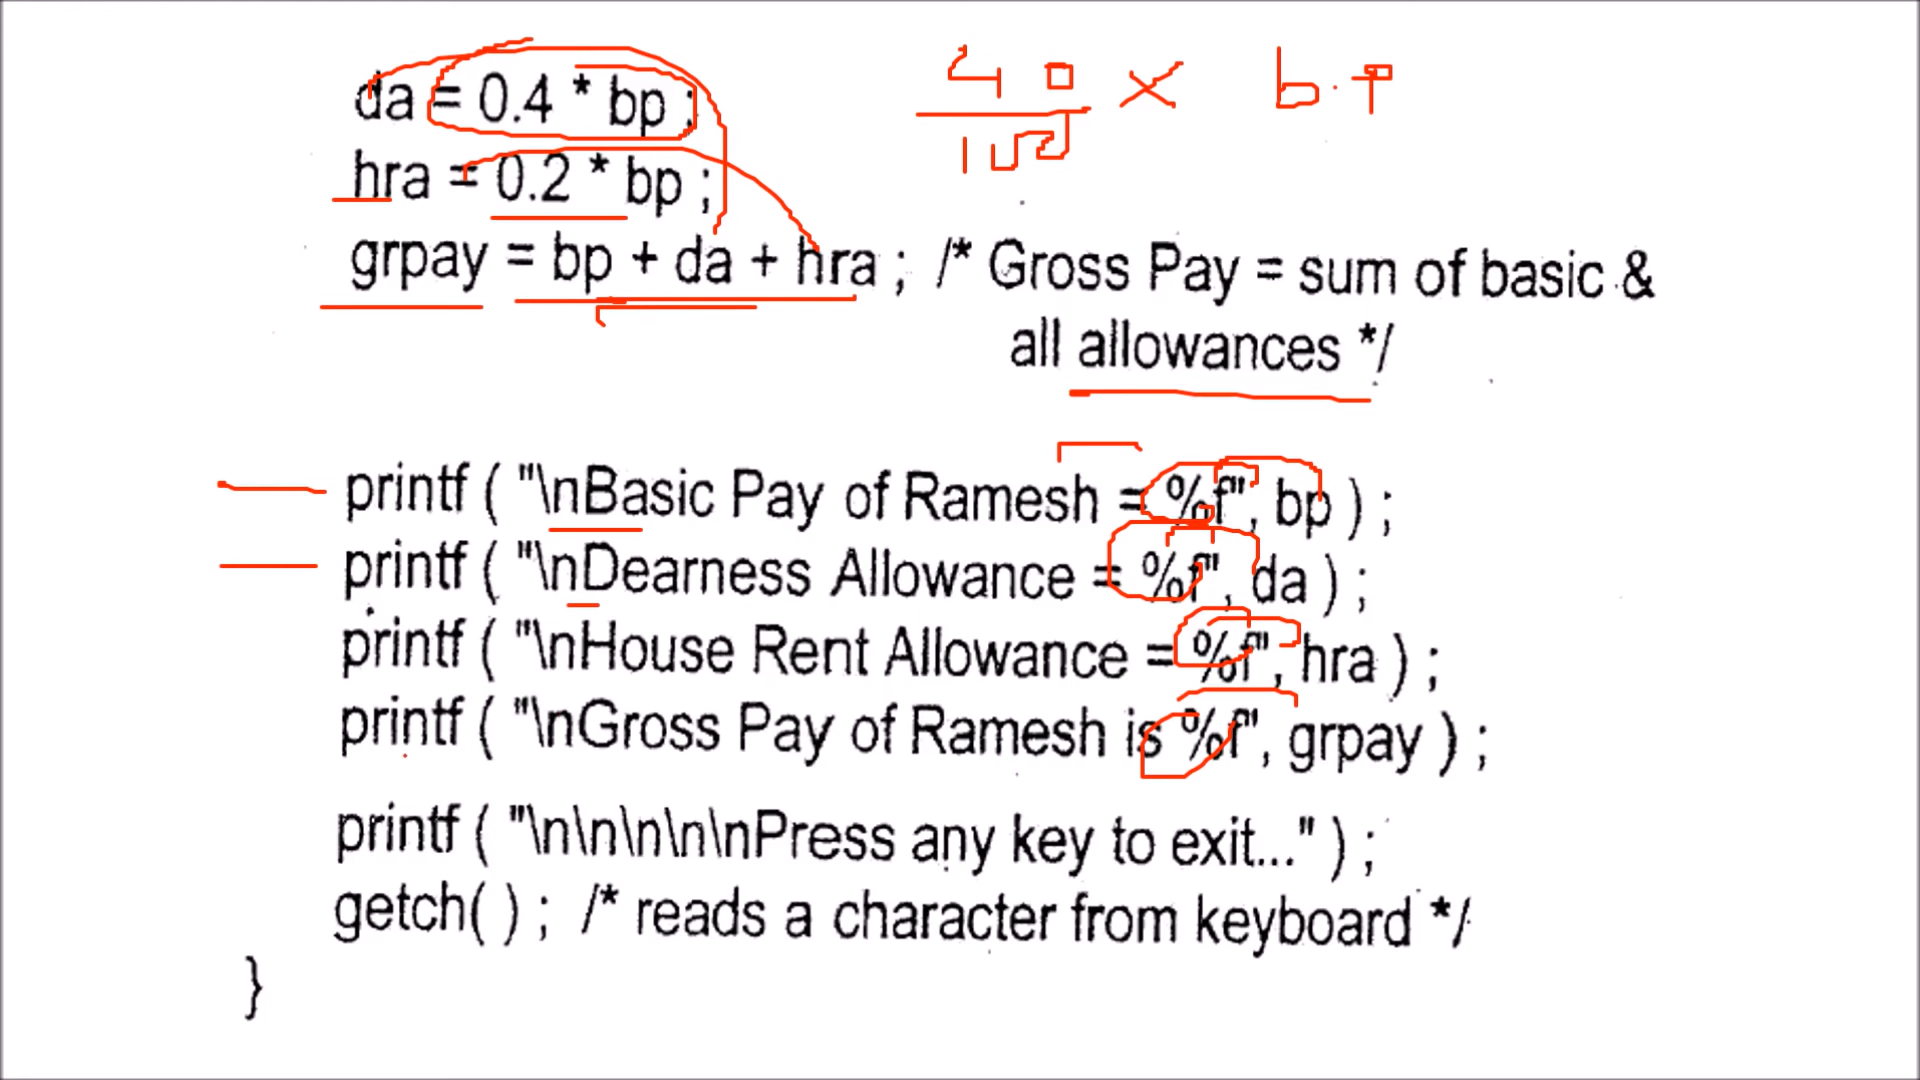 da = 0.4 * bp ;
40
100
× b.p
hra = 0.2 * bp ;
grpay = bp + da + hra ; /* Gross Pay = sum of basic &
all allowances */
printf ( "\nBasic Pay of Ramesh = %f", bp ) ;
printf ( "\nDearness Allowance = %f", da ) ;
printf ( "\nHouse Rent Allowance = %f", hra ) ;
printf ( "\nGross Pay of Ramesh is %f", grpay ) ;
printf ( "\n\n\n\n\nPress any key to exit..." ) ;
getch( ) ; /* reads a character from keyboard */
}